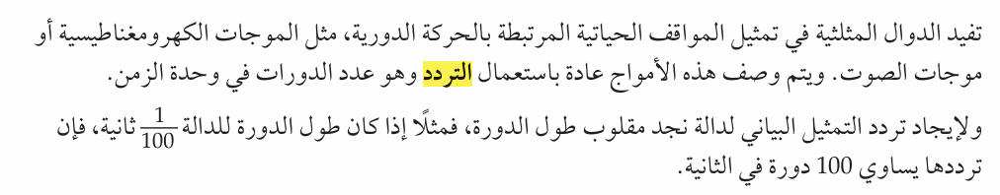 تفيد الدوال المثلثية في تمثيل المواقف الحياتية المرتبطة بالحركة الدورية، مثل الموجات الكهرومغناطيسية أو
موجات الصوت. ويتم وصف هذه الأمواج عادة باستعمال التردد وهو عدد الدورات في وحدة الزمن.
ولإيجاد تردد التمثيل البياني لدالة نجد مقلوب طول الدورة، فمثلًا إذا كان طول الدورة للدالة 1/100 ثانية، فإن
ترددها يساوي 100 دورة في الثانية.